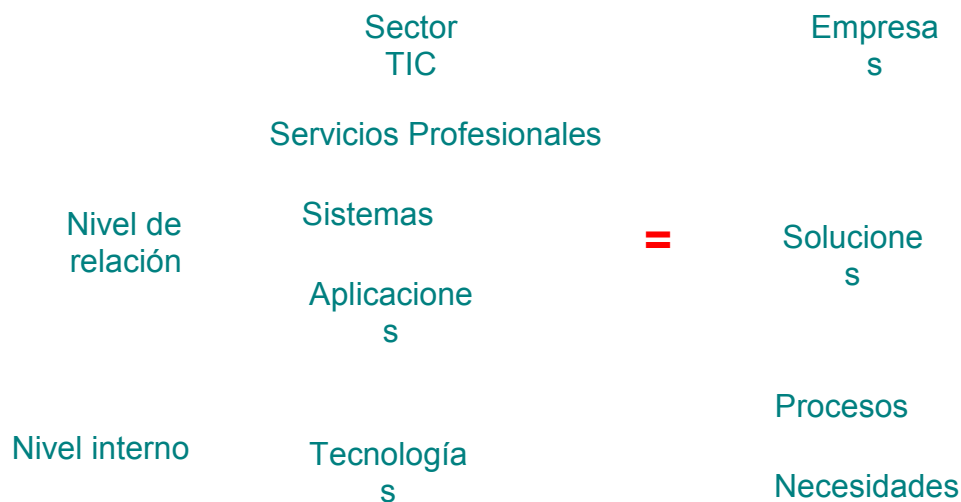 Sector
TIC
Empresa
s
Servicios Profesionales
Nivel de
relación
Sistemas
Aplicacione
s
=
Solucione
s
Nivel interno
Tecnología
s
Procesos
Necesidades